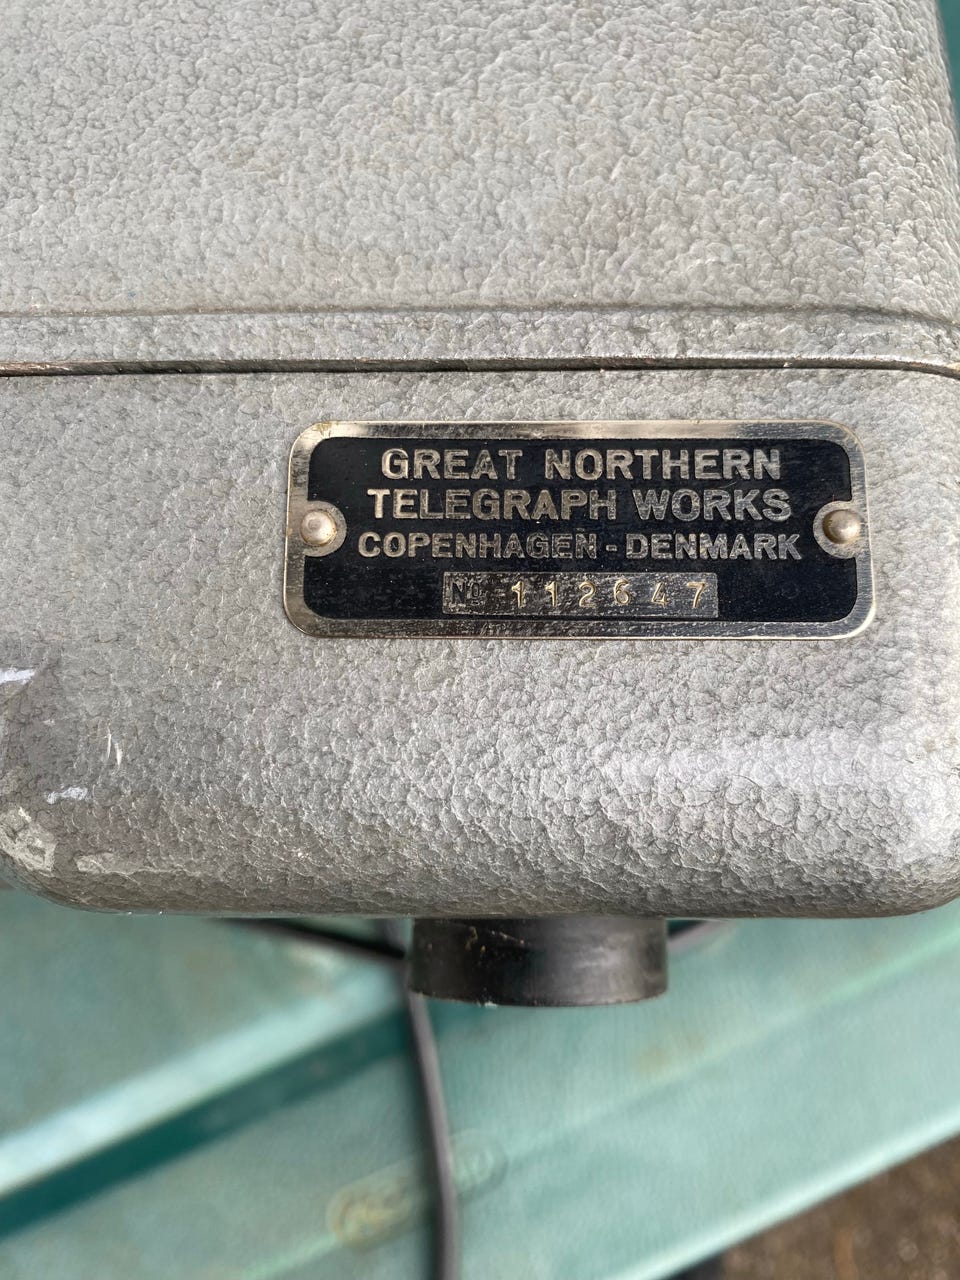 GREAT NORTHERN
TELEGRAPH WORKS
COPENHAGEN - DENMARK
No 112647